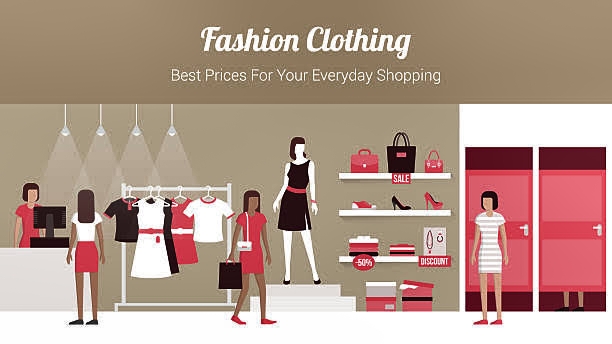 Fashion Clothing
Best Prices For Your Everyday Shopping
SALE
-50%
DISCOUNT